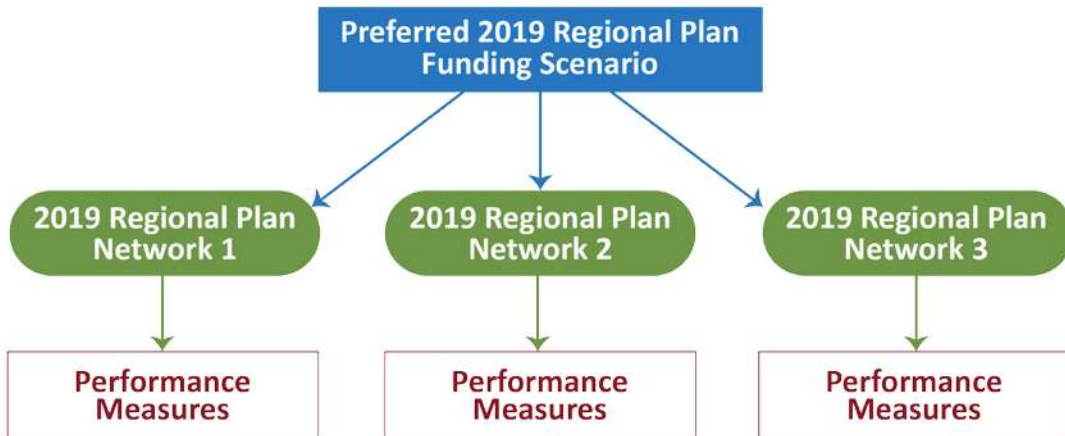 Preferred 2019 Regional Plan
Funding Scenario
2019 Regional Plan
Network 1
2019 Regional Plan
Network 2
2019 Regional Plan
Network 3
Performance
Measures
Performance
Measures
Performance
Measures